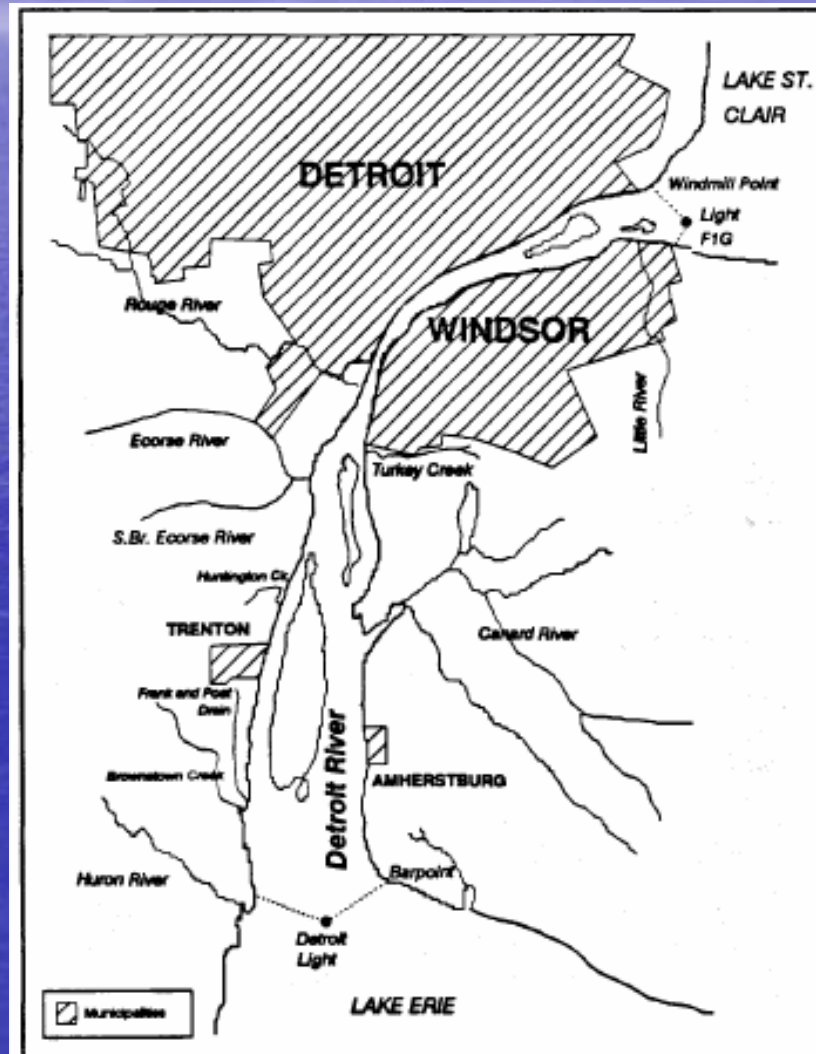 LAKE ST.
CLAIR
DETROIT
Windmill Point
Light
F1G
Rouge River
WINDSOR
Little River
Ecorse River
Turkey Creek
S.Br. Ecorse River
Huntington Ck.
TRENTON
Canard River
Frank and Poet
Drain
Detroit River
Brownstown Creek
AMHERSTBURG
Huron River
Barpoint
Detroit
Light
LAKE ERIE
Municipalities